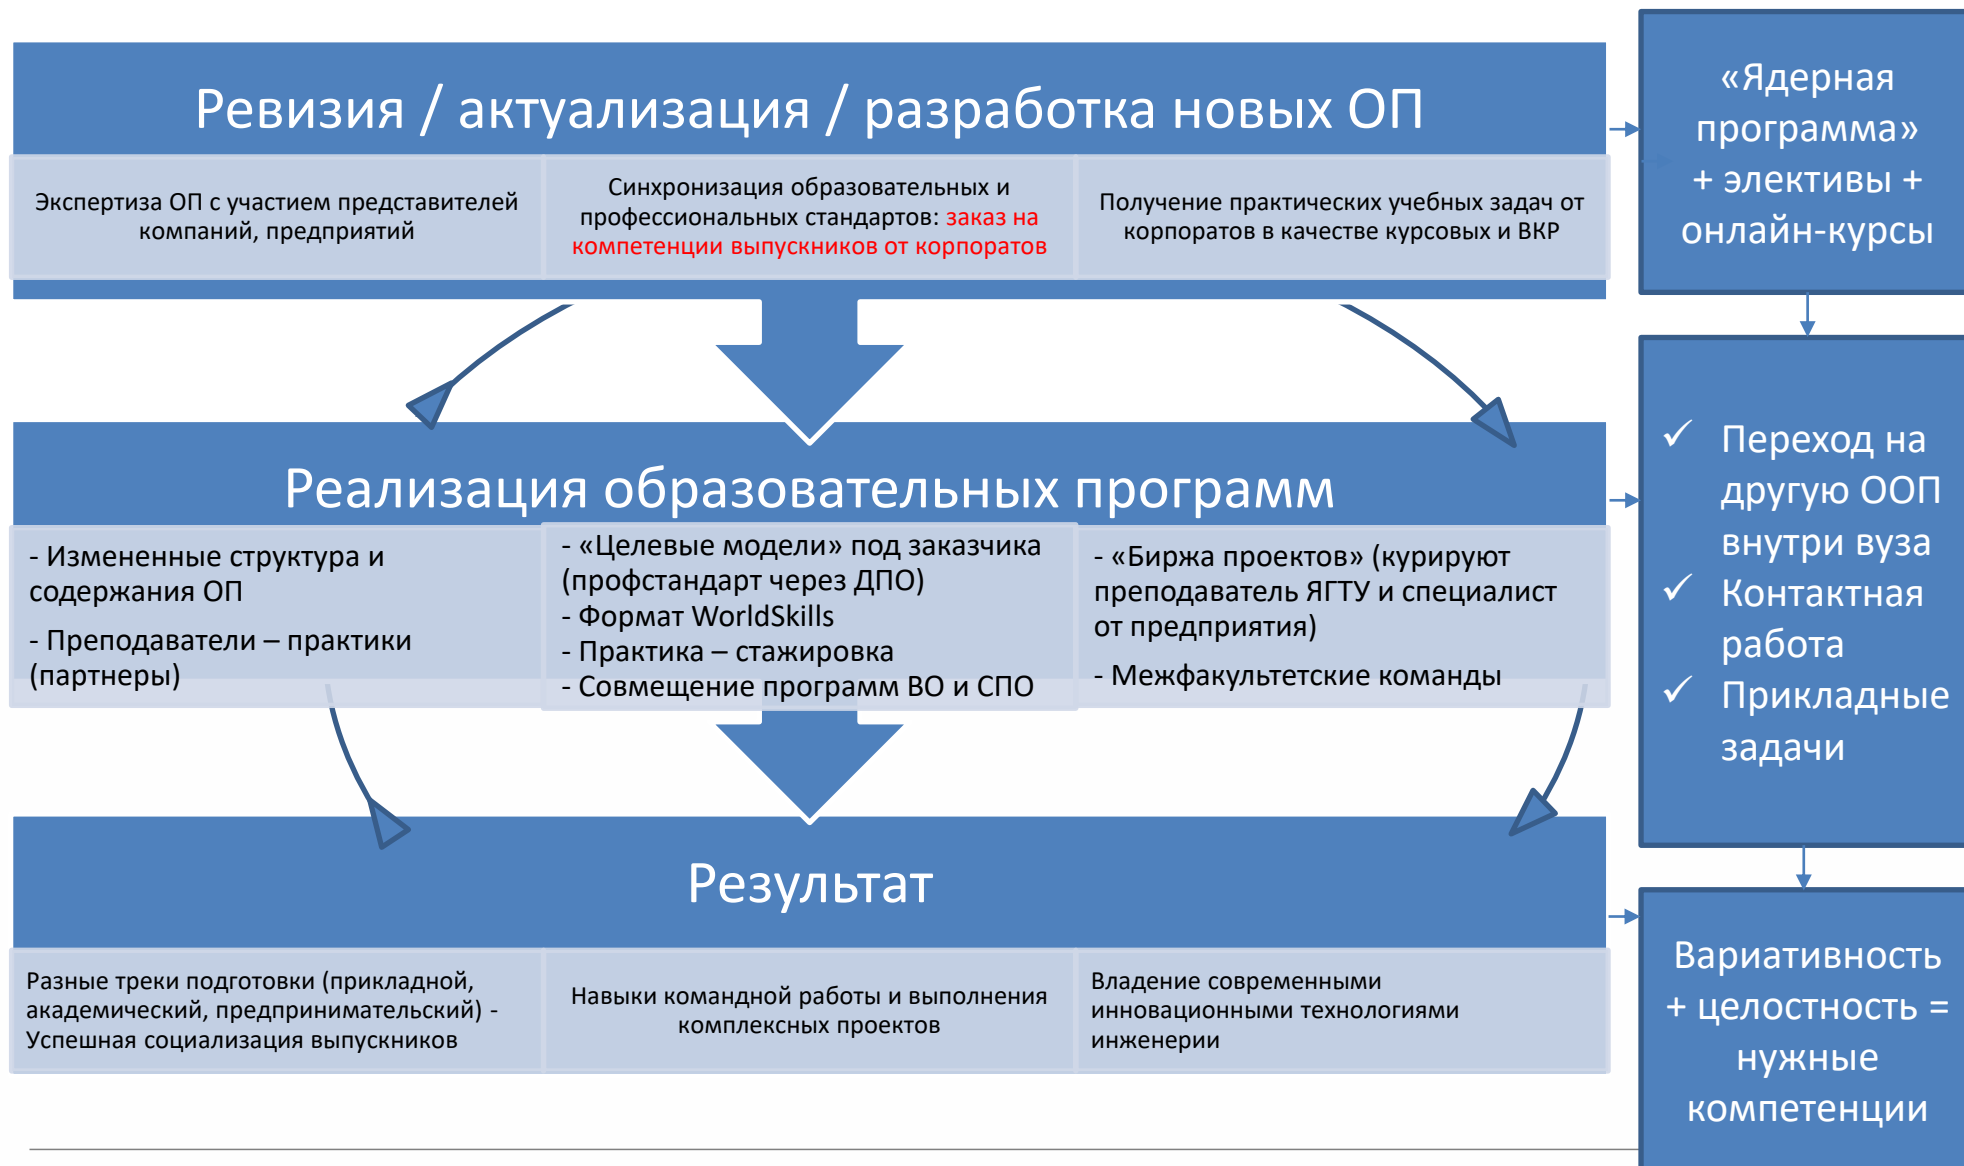 Ревизия / актуализация / разработка новых ОП
Экспертиза ОП с участием представителей
компаний, предприятий
Синхронизация образовательных и
профессиональных стандартов: заказ на
компетенции выпускников от корпоратов
Получение практических учебных задач от
корпоратов в качестве курсовых и ВКР
«Ядерная
программа»
+ элективы +
онлайн-курсы
Реализация образовательных программ
- Измененные структура и
содержания ОП
- Преподаватели – практики
(партнеры)
- «Целевые модели» под заказчика
(профстандарт через ДПО)
- Формат WorldSkills
- Практика – стажировка
- Совмещение программ ВО и СПО
- «Биржа проектов» (курируют
преподаватель ЯГТУ и специалист
от предприятия)
- Межфакультетские команды
✓ Переход на
другую ООП
внутри вуза
✓ Контактная
работа
✓ Прикладные
задачи
Результат
Разные треки подготовки (прикладной,
академический, предпринимательский) -
Успешная социализация выпускников
Навыки командной работы и выполнения
комплексных проектов
Владение современными
инновационными технологиями
инженерии
Вариативность
+ целостность =
нужные
компетенции